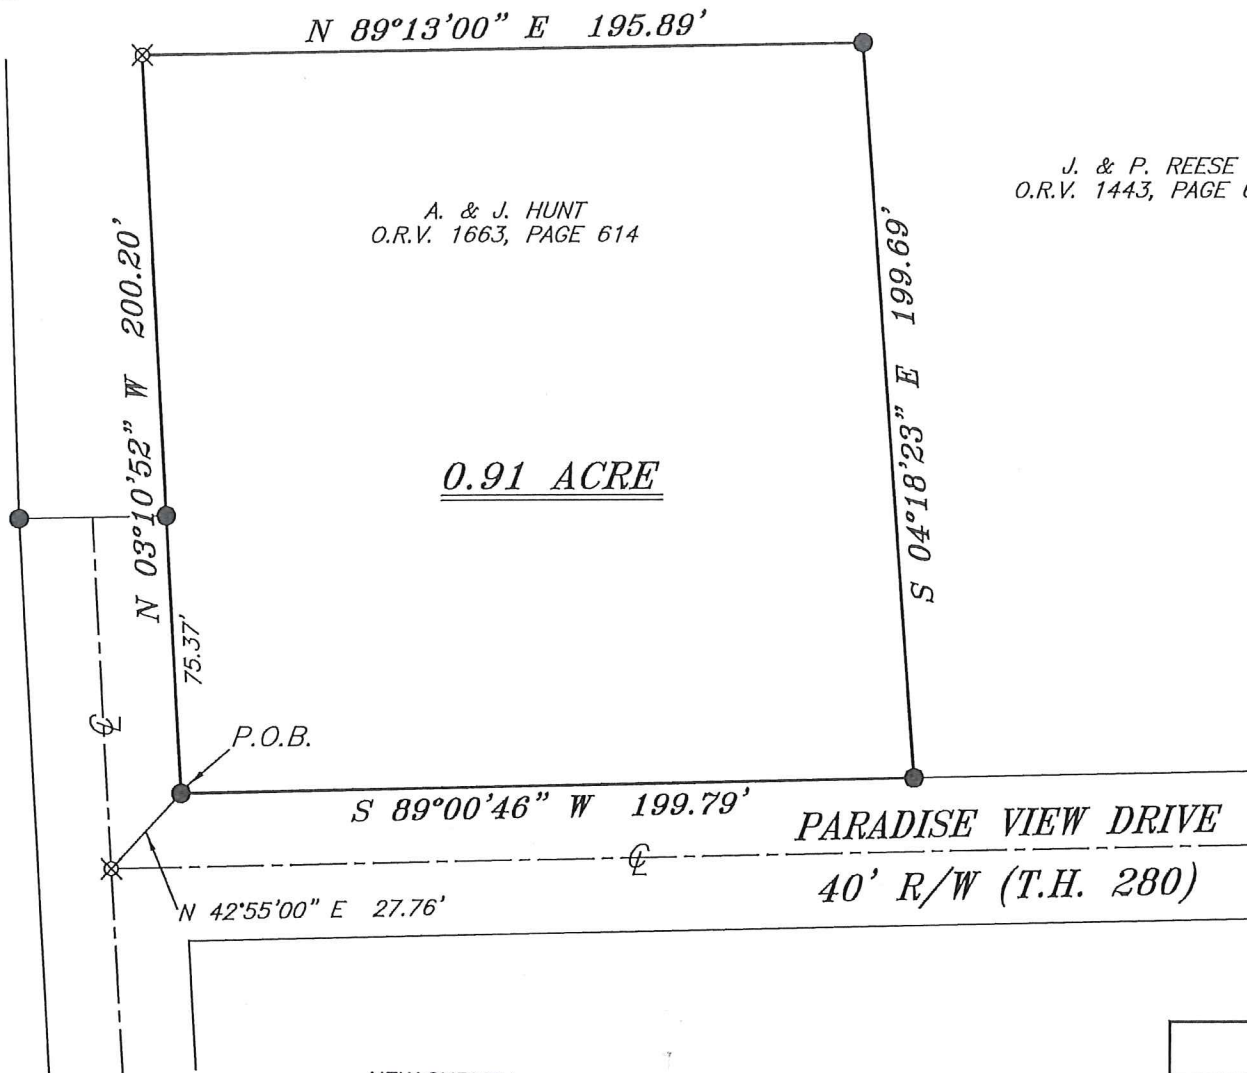 N 89°13'00" E 195.89'
J. & P. REESE
O.R.V. 1443, PAGE
A. & J. HUNT
O.R.V. 1663, PAGE 614
N 03°10'52" W 200.20'
S 04°18'23" E 199.69'
0.91 ACRE
75.37'
℄
P.O.B.
S 89°00'46" W 199.79'
PARADISE VIEW DRIVE
℄
40' R/W (T.H. 280)
N 42°55'00" E 27.76'